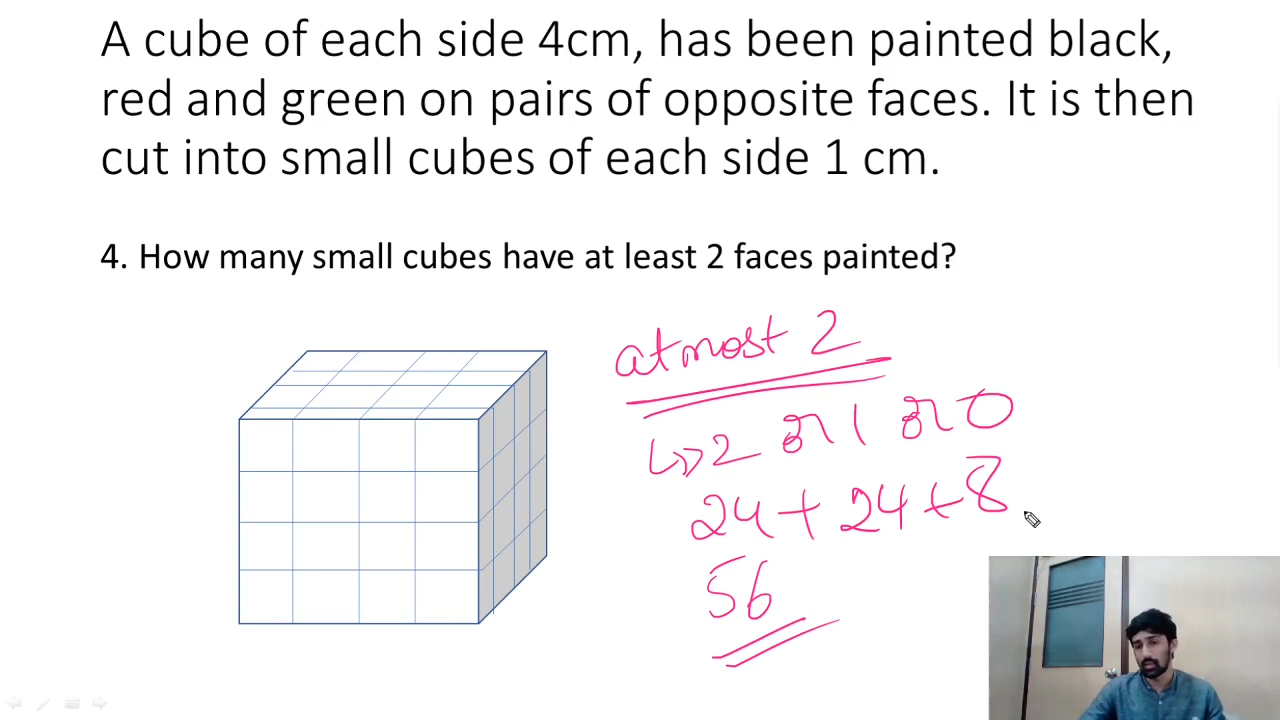 A cube of each side 4cm, has been painted black,
red and green on pairs of opposite faces. It is then
cut into small cubes of each side 1 cm.
4. How many small cubes have at least 2 faces painted?
atmost 2
↳ 2 or 1 or 0
24 + 24 + 8
56